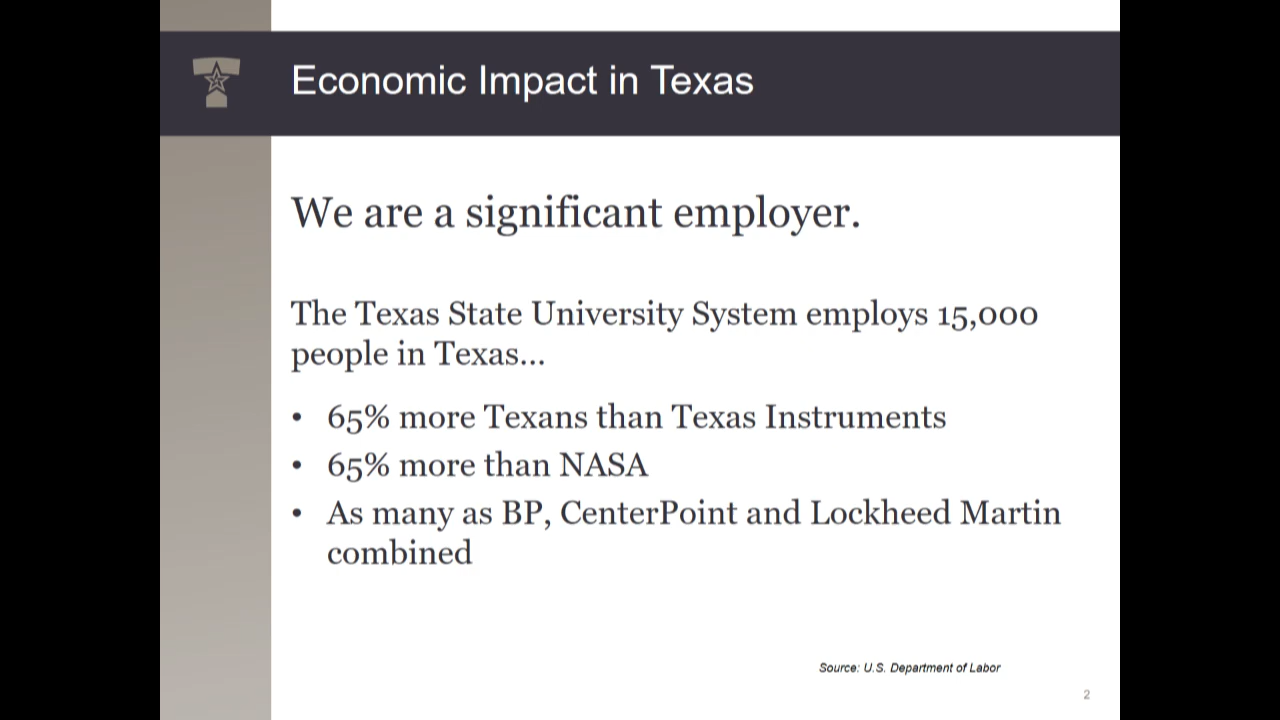 Economic Impact in Texas
We are a significant employer.
The Texas State University System employs 15,000
people in Texas...
• 65% more Texans than Texas Instruments
• 65% more than NASA
• As many as BP, CenterPoint and Lockheed Martin
combined
Source: U.S. Department of Labor
2